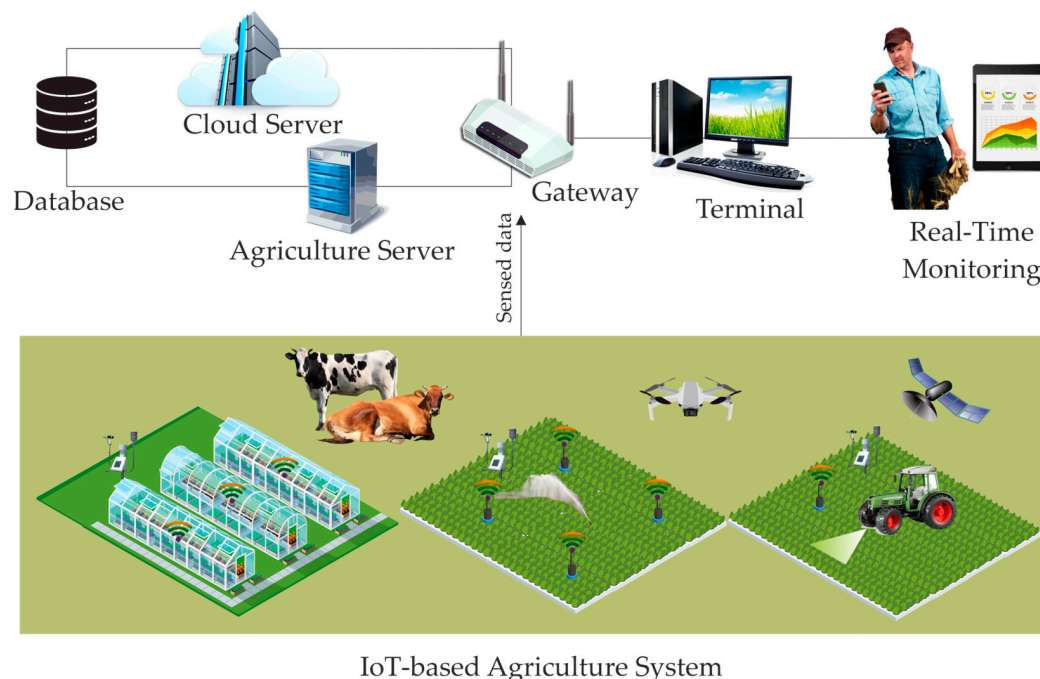 Cloud Server
Database
Gateway
Terminal
Agriculture Server
Real-Time
Monitoring
Sensed data
IoT-based Agriculture System